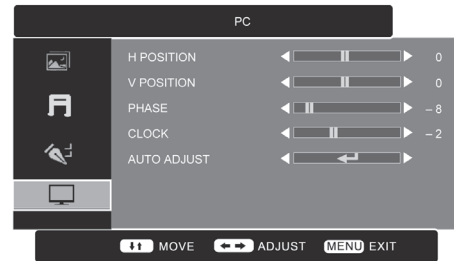 PC
H POSITION 0
V POSITION 0
PHASE – 8
CLOCK – 2
AUTO ADJUST
MOVE ADJUST MENU EXIT